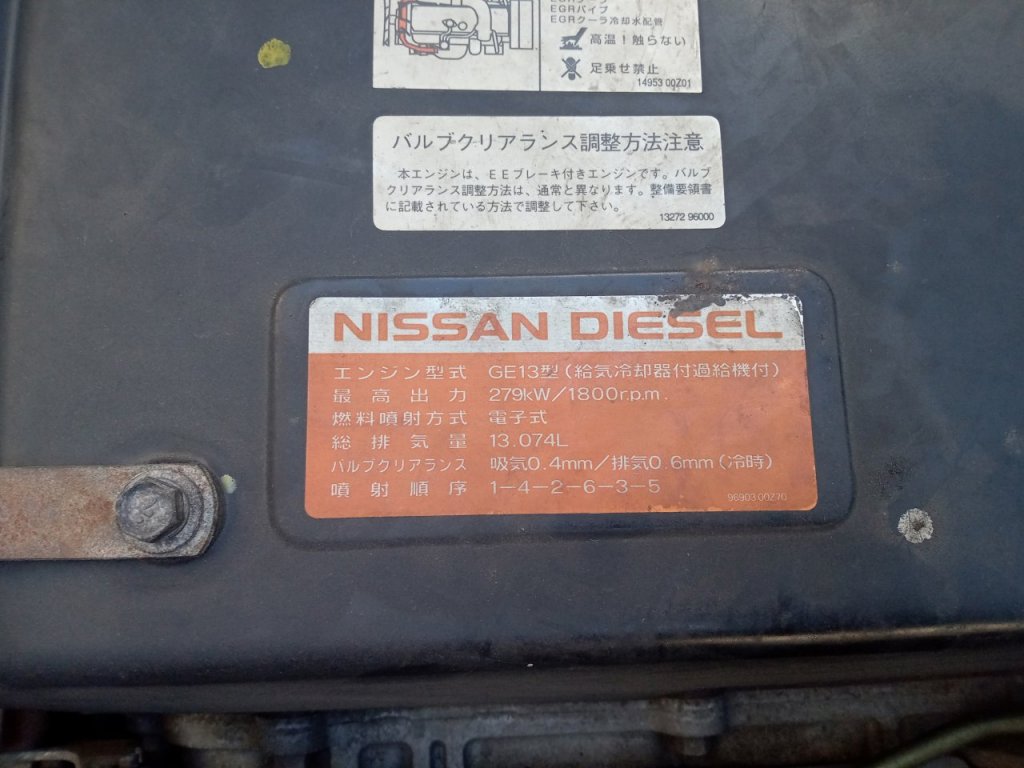 EGRパイプ
EGRクーラ冷却水配管
高温！触らない
足乗せ禁止
14953 00Z01
バルブクリアランス調整方法注意
本エンジンは、EEブレーキ付きエンジンです。バルブ
クリアランス調整方法は、通常と異なります。整備要領書
に記載されている方法で調整して下さい。
13272 96000
NISSAN DIESEL
エンジン型式 GE13型(給気冷却器付過給機付)
最高出力 279kW/1800r.p.m.
燃料噴射方式 電子式
総排気量 13.074L
バルブクリアランス 吸気0.4mm/排気0.6mm(冷時)
噴射順序 1-4-2-6-3-5
96903 00Z70